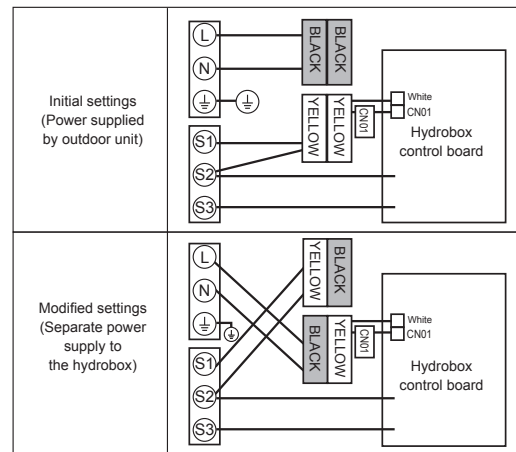 Initial settings
(Power supplied
by outdoor unit)
L
N
S1
S2
S3
BLACK
BLACK
YELLOW
YELLOW
CN01
White
CN01
Hydrobox
control board
Modified settings
(Separate power
supply to
the hydrobox)
L
N
S1
S2
S3
YELLOW
BLACK
BLACK
YELLOW
CN01
White
CN01
Hydrobox
control board